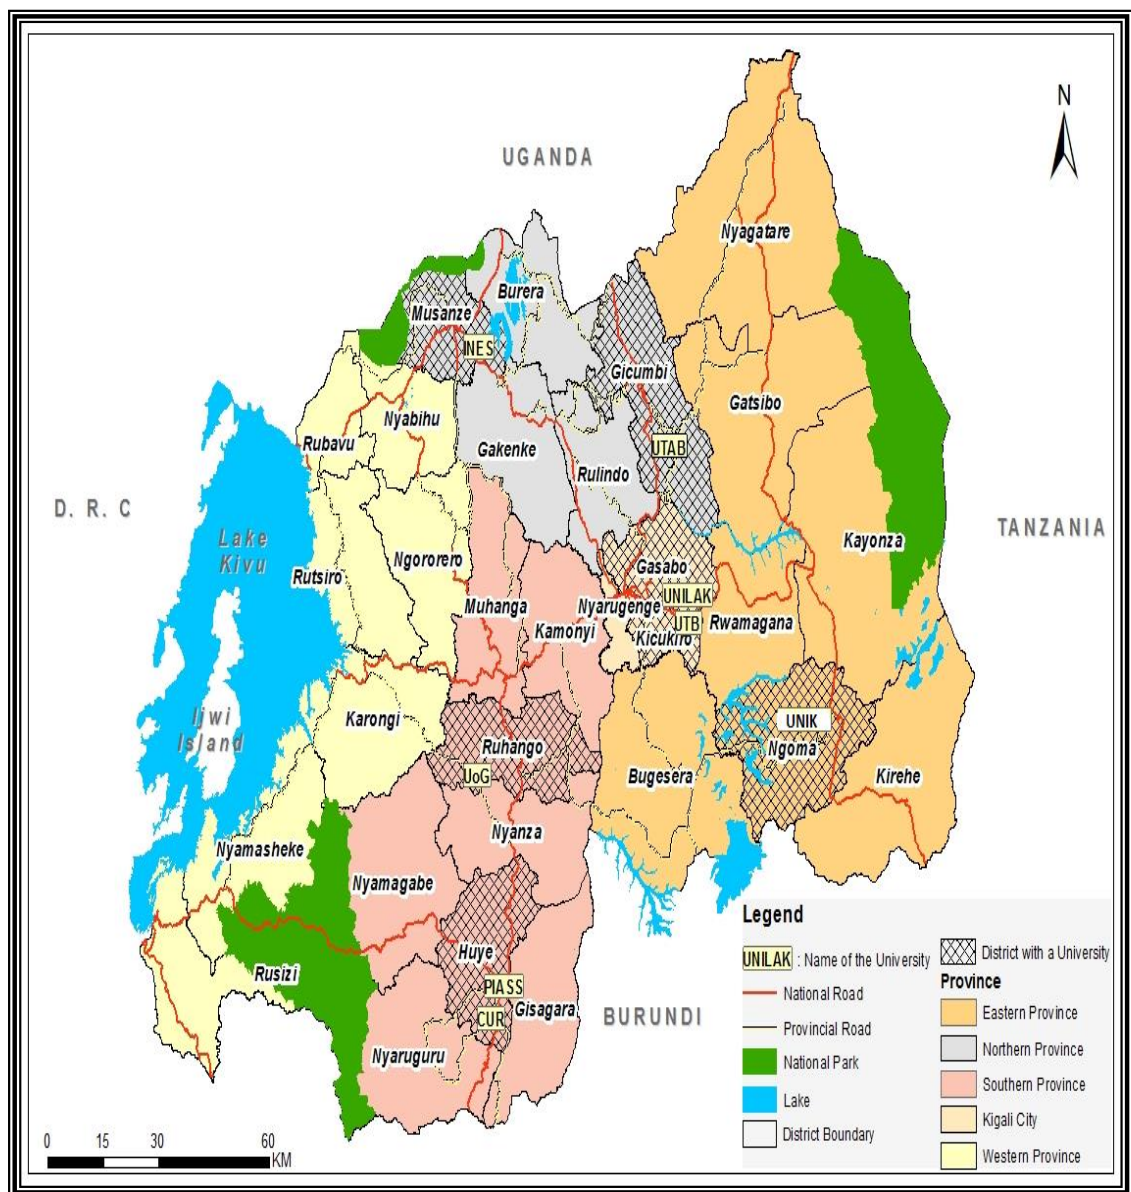 N
UGANDA
Nyagatare
Burera
Musanze
INES
Gicumbi
Gatsibo
Nyabihu
Rubavu
Gakenke
UTAB
Rulindo
D. R. C
TANZANIA
Lake
Kivu
Kayonza
Ngororero
Rutsiro
Gasabo
UNILAK
Muhanga
Nyarugenge
Kamonyi
UTB
Rwamagana
Kicukiro
Ijwi
Island
Karongi
UNIK
Ngoma
Ruhango
UoG
Bugesera
Kirehe
Nyanza
Nyamasheke
Nyamagabe
Huye
Rusizi
PIASS
CUR
Gisagara
BURUNDI
Nyaruguru
Legend
UNILAK : Name of the University
National Road
Provincial Road
National Park
Lake
District Boundary
District with a University
Province
Eastern Province
Northern Province
Southern Province
Kigali City
Western Province
0 15 30 60
KM